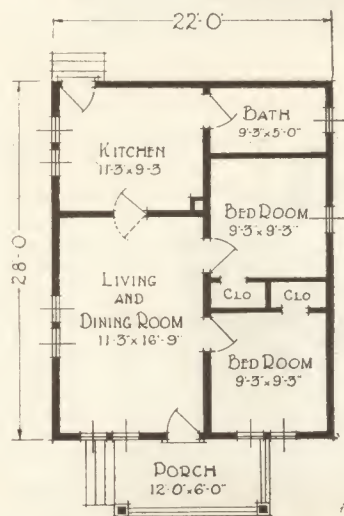 22'-0"
BATH
9'-3"x5'-0"
KITCHEN
11'-3"x9'-3
BED ROOM
9'-3"x9'-3"
28'-0"
LIVING
AND
DINING ROOM
11'-3"x16'-9"
CLO
CLO
BED ROOM
9'-3"x9'-3"
PORCH
12'-0"x6'-0"